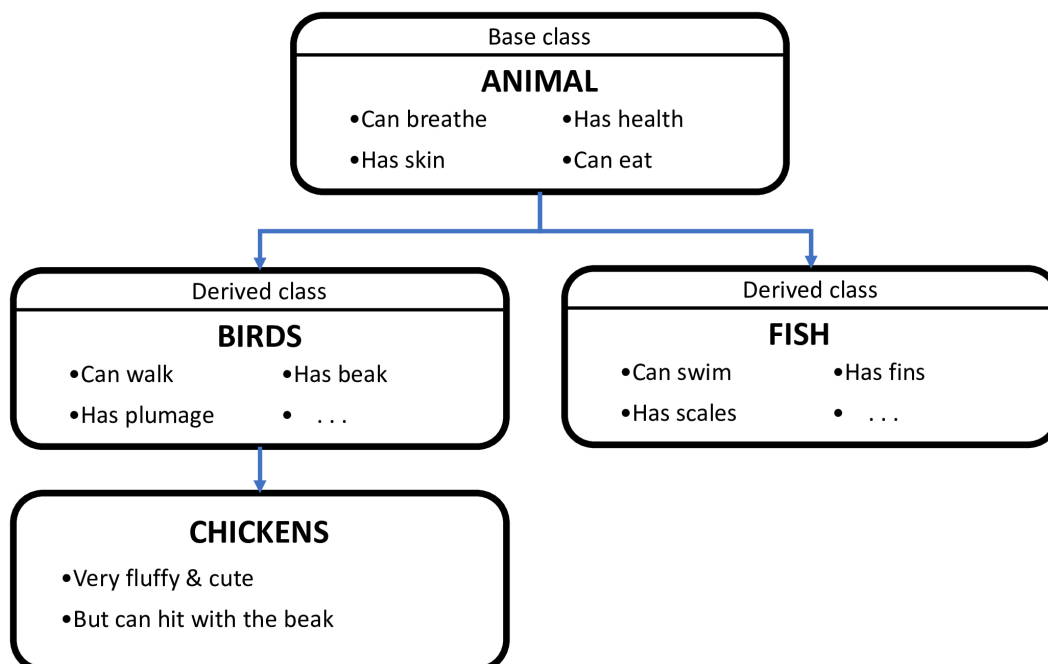 Base class
ANIMAL
•Can breathe
•Has health
•Has skin
•Can eat
Derived class
BIRDS
•Can walk
•Has beak
•Has plumage
• . . .
Derived class
FISH
•Can swim
•Has fins
•Has scales
• . . .
CHICKENS
•Very fluffy & cute
•But can hit with the beak